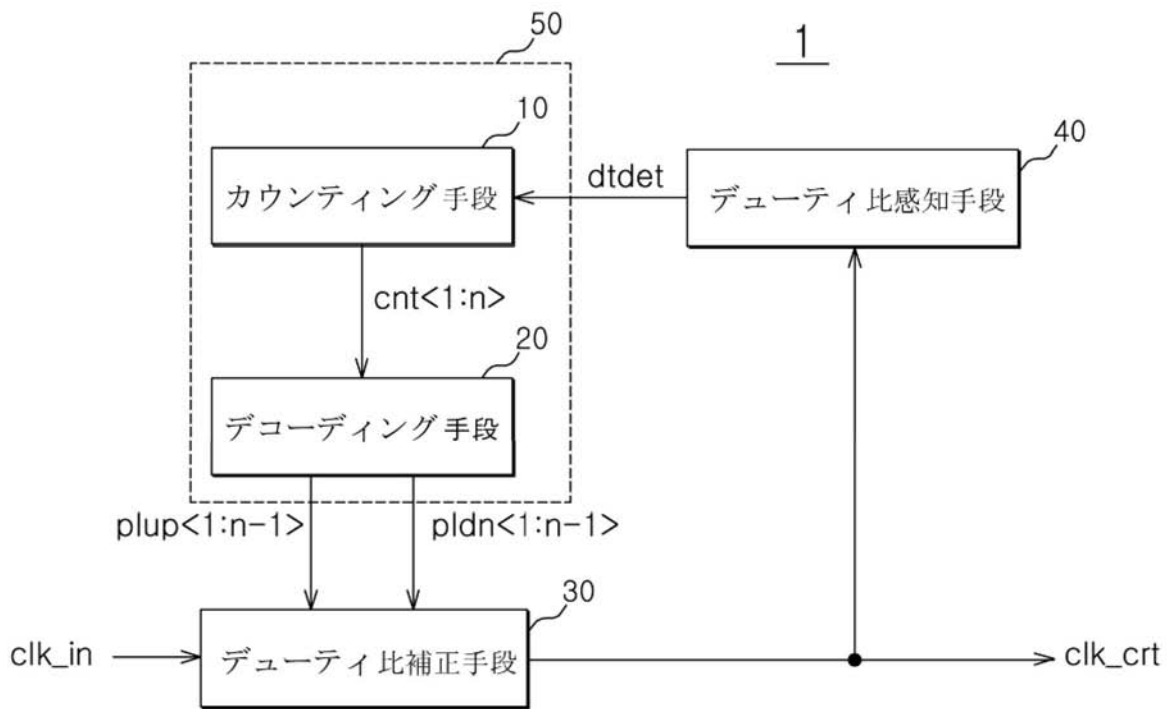 50
1
10
カウンティング手段
dtdet
40
デューティ比感知手段
cnt<1:n>
20
デコーディング手段
plup<1:n-1>
pldn<1:n-1>
30
clk_in
デューティ比補正手段
clk_crt